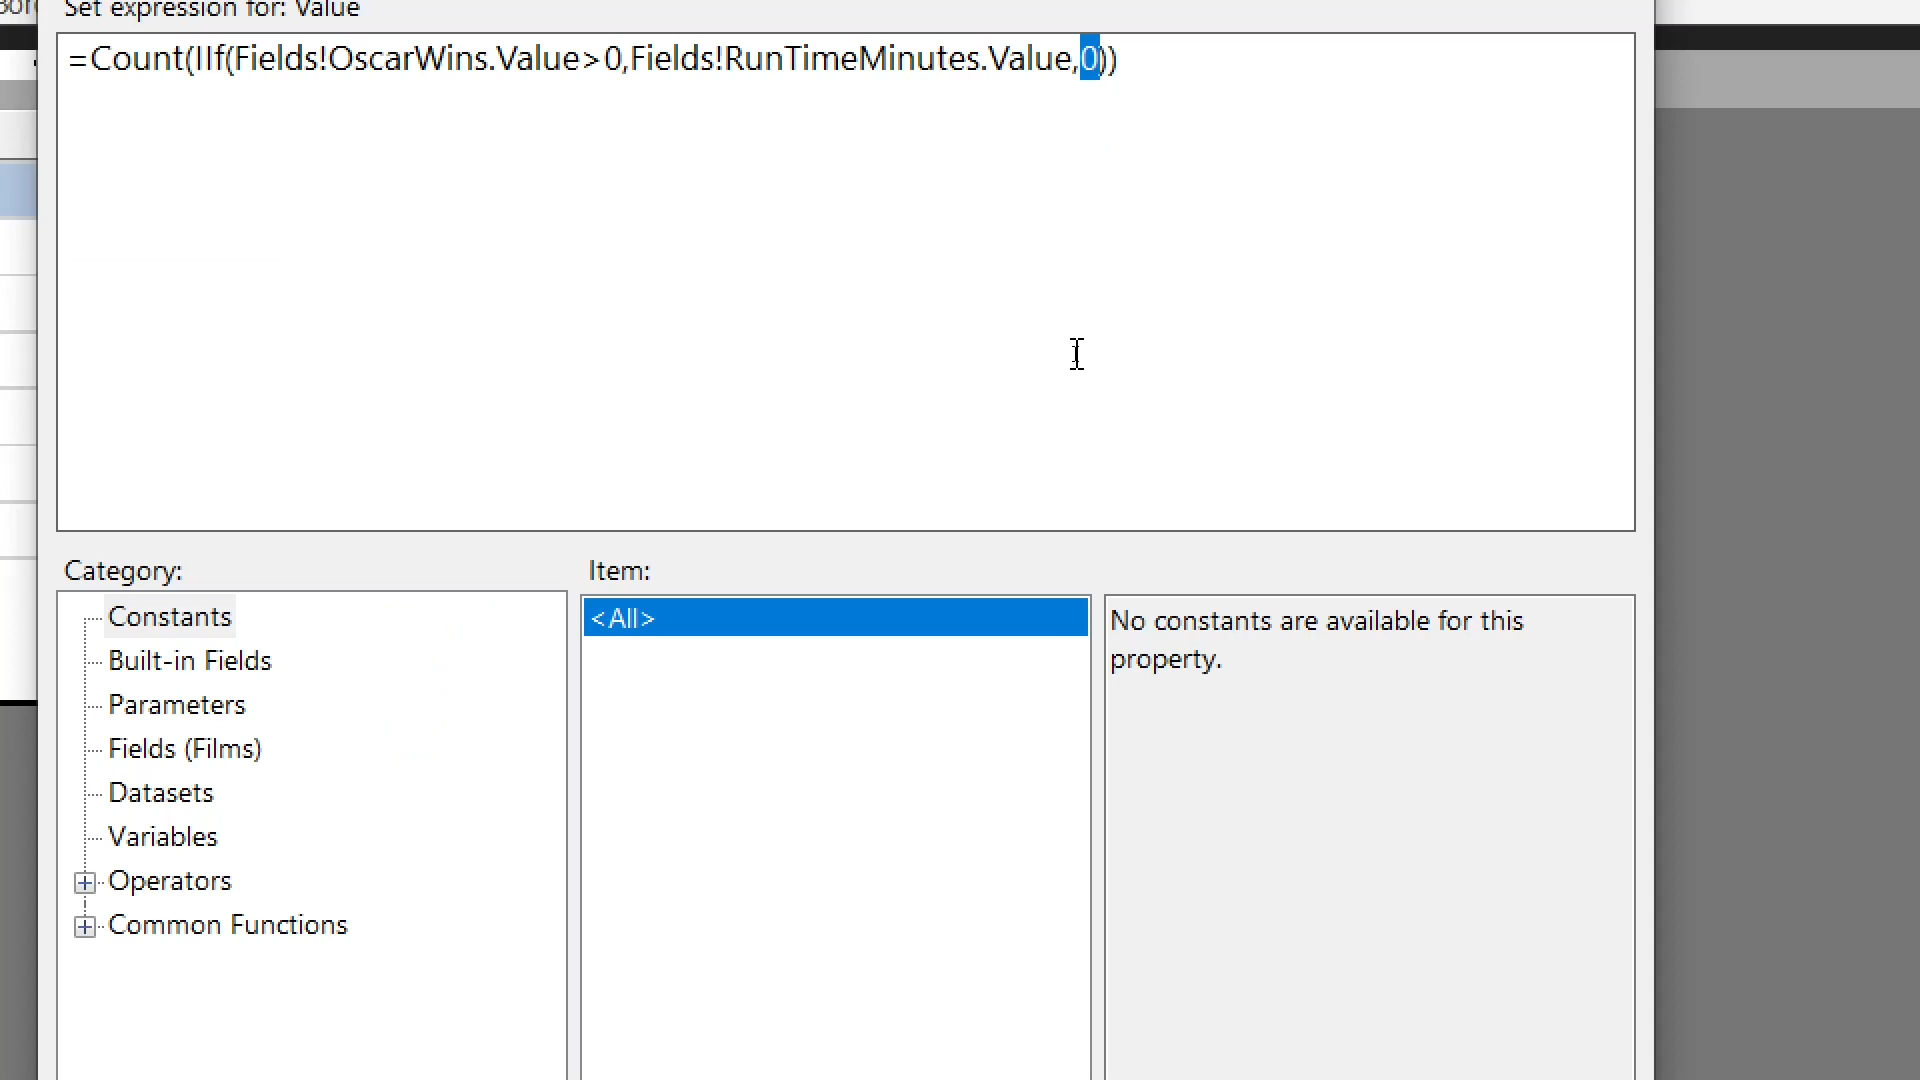 Set expression for: Value
=Count(IIf(Fields!OscarWins.Value>0,Fields!RunTimeMinutes.Value,0))
Category:
Item:
Constants
Built-in Fields
Parameters
Fields (Films)
Datasets
Variables
Operators
Common Functions
<All>
No constants are available for this
property.